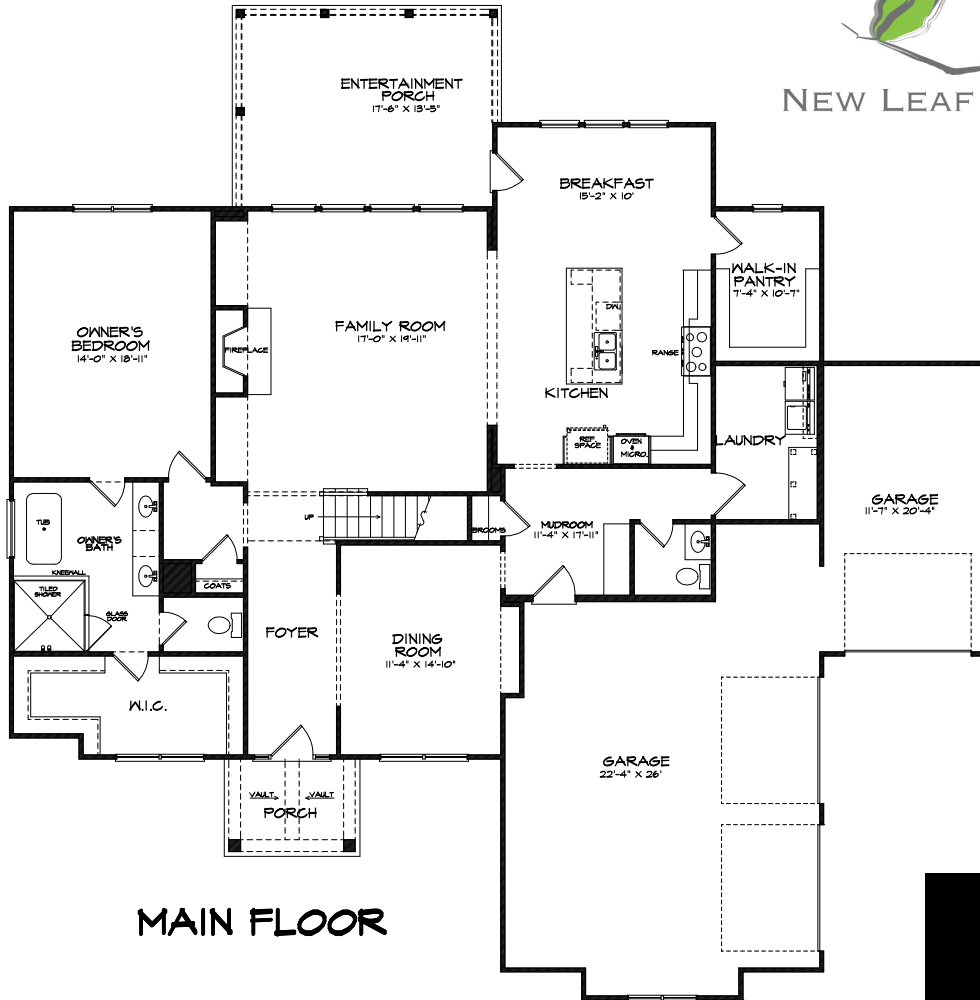 ENTERTAINMENT
PORCH
17'-6" X 13'-5"
NEW LEAF
BREAKFAST
15'-2" X 10'
WALK-IN
PANTRY
7'-4" X 10'-7"
OWNER'S
BEDROOM
14'-0" X 18'-11"
FAMILY ROOM
17'-0" X 19'-11"
FIREPLACE
DW.
RANGE
KITCHEN
REF.
SPACE
OVEN
&
MICRO.
LAUNDRY
GARAGE
11'-7" X 20'-4"
TUB
OWNER'S
BATH
KNEEWALL
TILED
SHOWER
GLASS
DOOR
UP
BROOMS
MUDROOM
11'-4" X 17'-11"
COATS
FOYER
DINING
ROOM
11'-4" X 14'-10"
W.I.C.
GARAGE
22'-4" X 26'
VAULT
VAULT
PORCH
MAIN FLOOR